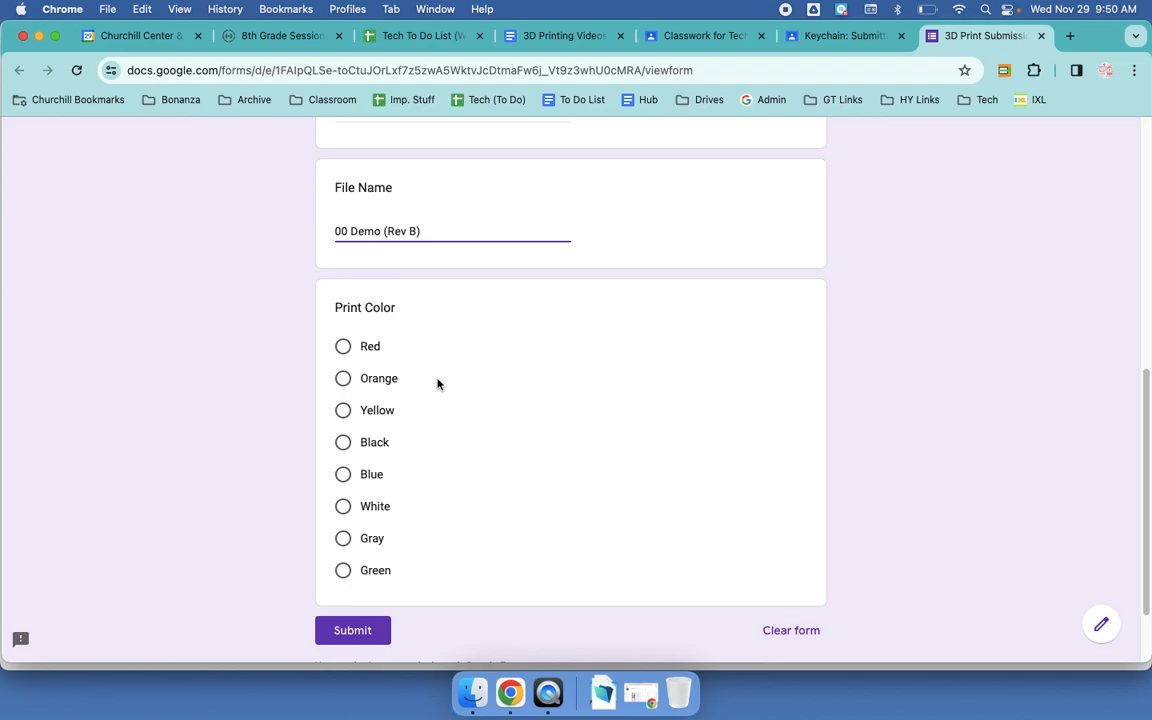 Chrome File Edit View History Bookmarks Profiles Tab Window Help Wed Nov 29 9:50 AM
Churchill Center & 8th Grade Session Tech To Do List (W 3D Printing Videos Classwork for Tec Keychain: Submitt 3D Print Submissi
docs.google.com/forms/d/e/1FAIpQLSe-toCtuJOrLxf7z5zwA5WktvJcDtmaFw6j_Vt9z3whU0cMRA/viewform
Churchill Bookmarks Bonanza Archive Classroom Imp. Stuff Tech (To Do) To Do List Hub Drives Admin GT Links HY Links Tech IXL
File Name
00 Demo (Rev B)
Print Color
Red
Orange
Yellow
Black
Blue
White
Gray
Green
Submit Clear form